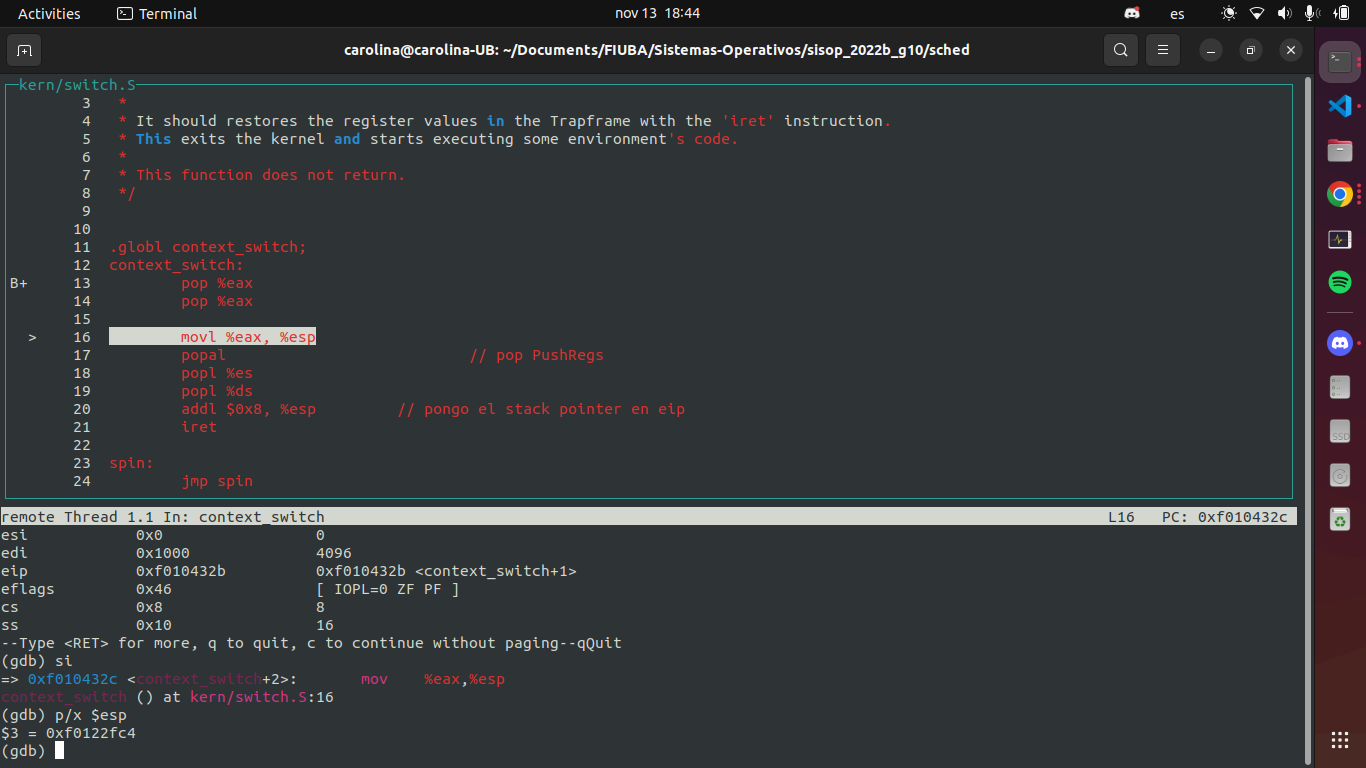 Activities Terminal nov 13 18:44 es
carolina@carolina-UB: ~/Documents/FIUBA/Sistemas-Operativos/sisop_2022b_g10/sched
kern/switch.S
3 *
4 * It should restores the register values in the Trapframe with the 'iret' instruction.
5 * This exits the kernel and starts executing some environment's code.
6 *
7 * This function does not return.
8 */
9
10
11 .globl context_switch;
12 context_switch:
B+ 13 pop %eax
14 pop %eax
15
> 16 movl %eax, %esp
17 popal // pop PushRegs
18 popl %es
19 popl %ds
20 addl $0x8, %esp // pongo el stack pointer en eip
21 iret
22
23 spin:
24 jmp spin
remote Thread 1.1 In: context_switch L16 PC: 0xf010432c
esi 0x0 0
edi 0x1000 4096
eip 0xf010432b 0xf010432b <context_switch+1>
eflags 0x46 [ IOPL=0 ZF PF ]
cs 0x8 8
ss 0x10 16
--Type <RET> for more, q to quit, c to continue without paging--qQuit
(gdb) si
=> 0xf010432c <context_switch+2>: mov %eax,%esp
context_switch () at kern/switch.S:16
(gdb) p/x $esp
$3 = 0xf0122fc4
(gdb)
SSD